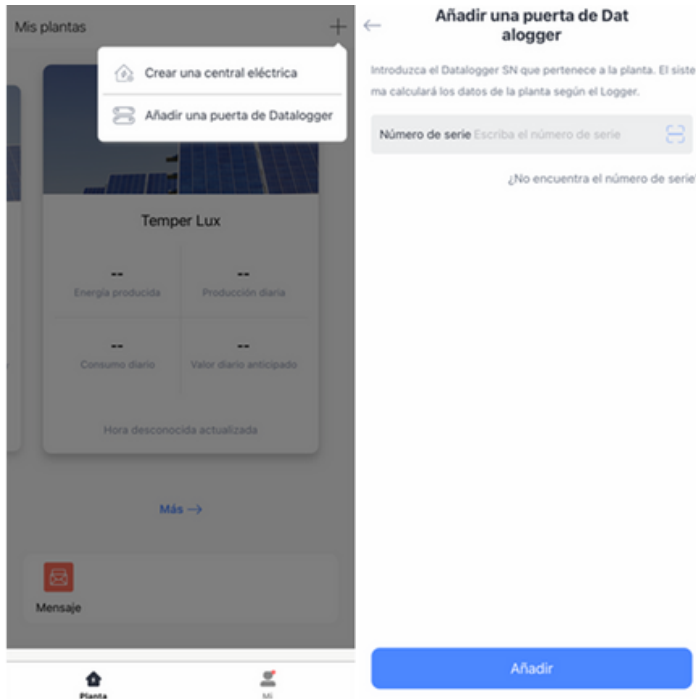 Mis plantas
Crear una central eléctrica
Añadir una puerta de Datalogger
Temper Lux
--
--
Energía producida
Producción diaria
--
--
Consumo diario
Valor diario anticipado
Hora desconocida actualizada
Más →
Mensaje
Planta
Mi
Añadir una puerta de Dat
alogger
Introduzca el Datalogger SN que pertenece a la planta. El siste
ma calculará los datos de la planta según el Logger.
Número de serie Escriba el número de serie
¿No encuentra el número de serie
Añadir